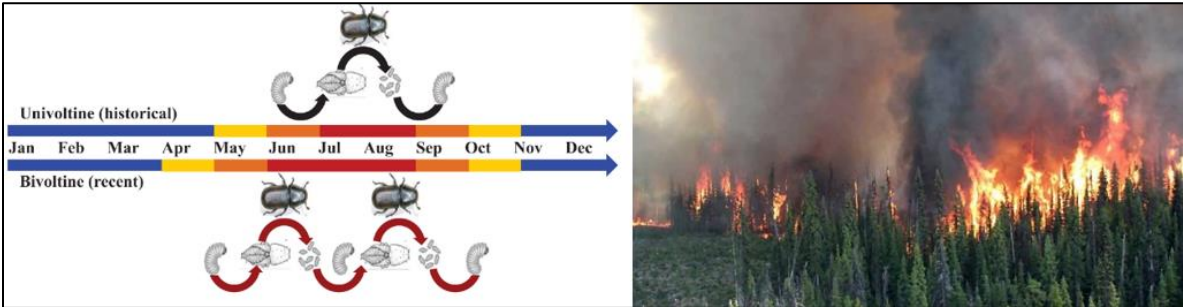 Univoltine (historical)
Jan Feb Mar Apr May Jun Jul Aug Sep Oct Nov Dec
Bivoltine (recent)